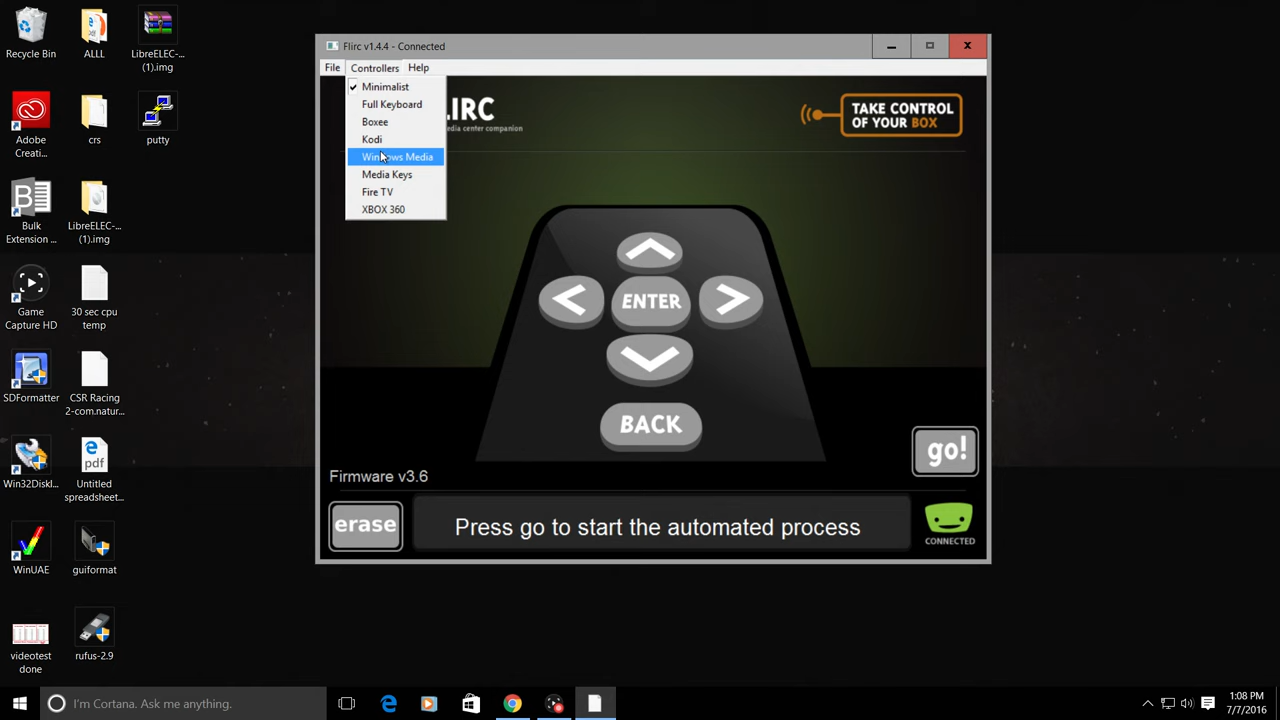 Recycle Bin
ALLL
LibreELEC-...
(1).img
Adobe
Creati...
crs
putty
Bulk
Extension ...
LibreELEC-...
(1).img
Game
Capture HD
30 sec cpu
temp
SDFormatter
CSR Racing
2-com.natur...
Win32Diskl...
Untitled
spreadsheet...
pdf
WinUAE
guiformat
videotest
done
rufus-2.9
Flirc v1.4.4 - Connected
File
Controllers
Help
Minimalist
Full Keyboard
Boxee
Kodi
Windows Media
Media Keys
Fire TV
XBOX 360
LIRC
edia center companion
TAKE CONTROL
OF YOUR BOX
ENTER
BACK
go!
Firmware v3.6
erase
Press go to start the automated process
CONNECTED
I'm Cortana. Ask me anything.
1:08 PM
7/7/2016